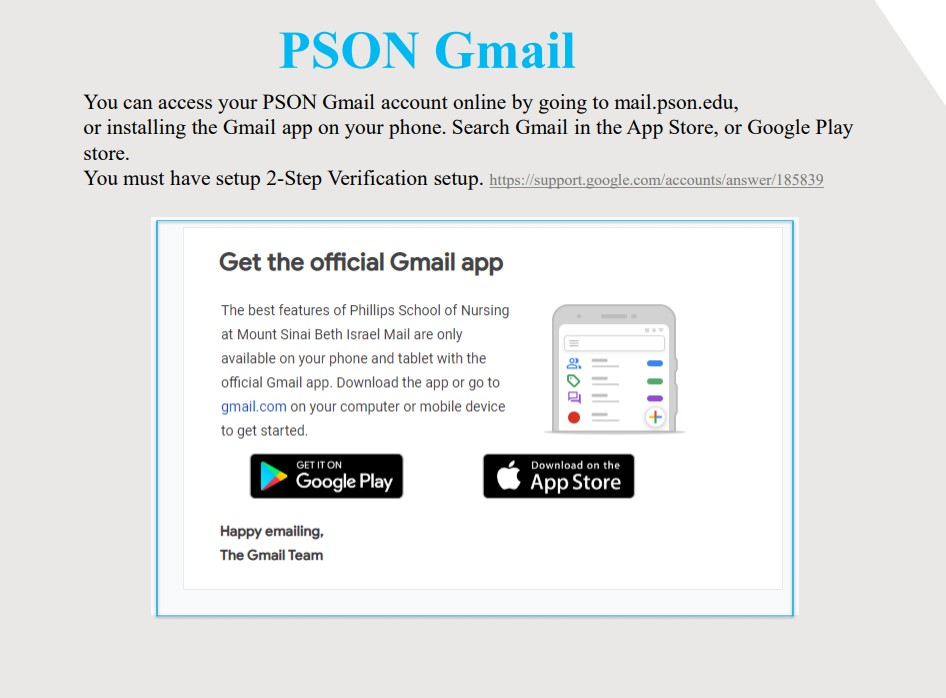 PSON Gmail
You can access your PSON Gmail account online by going to mail.pson.edu,
or installing the Gmail app on your phone. Search Gmail in the App Store, or Google Play
store.
You must have setup 2-Step Verification setup. https://support.google.com/accounts/answer/185839
Get the official Gmail app
The best features of Phillips School of Nursing
at Mount Sinai Beth Israel Mail are only
available on your phone and tablet with the
official Gmail app. Download the app or go to
gmail.com on your computer or mobile device
to get started.
GET IT ON
Google Play
Download on the
App Store
Happy emailing,
The Gmail Team